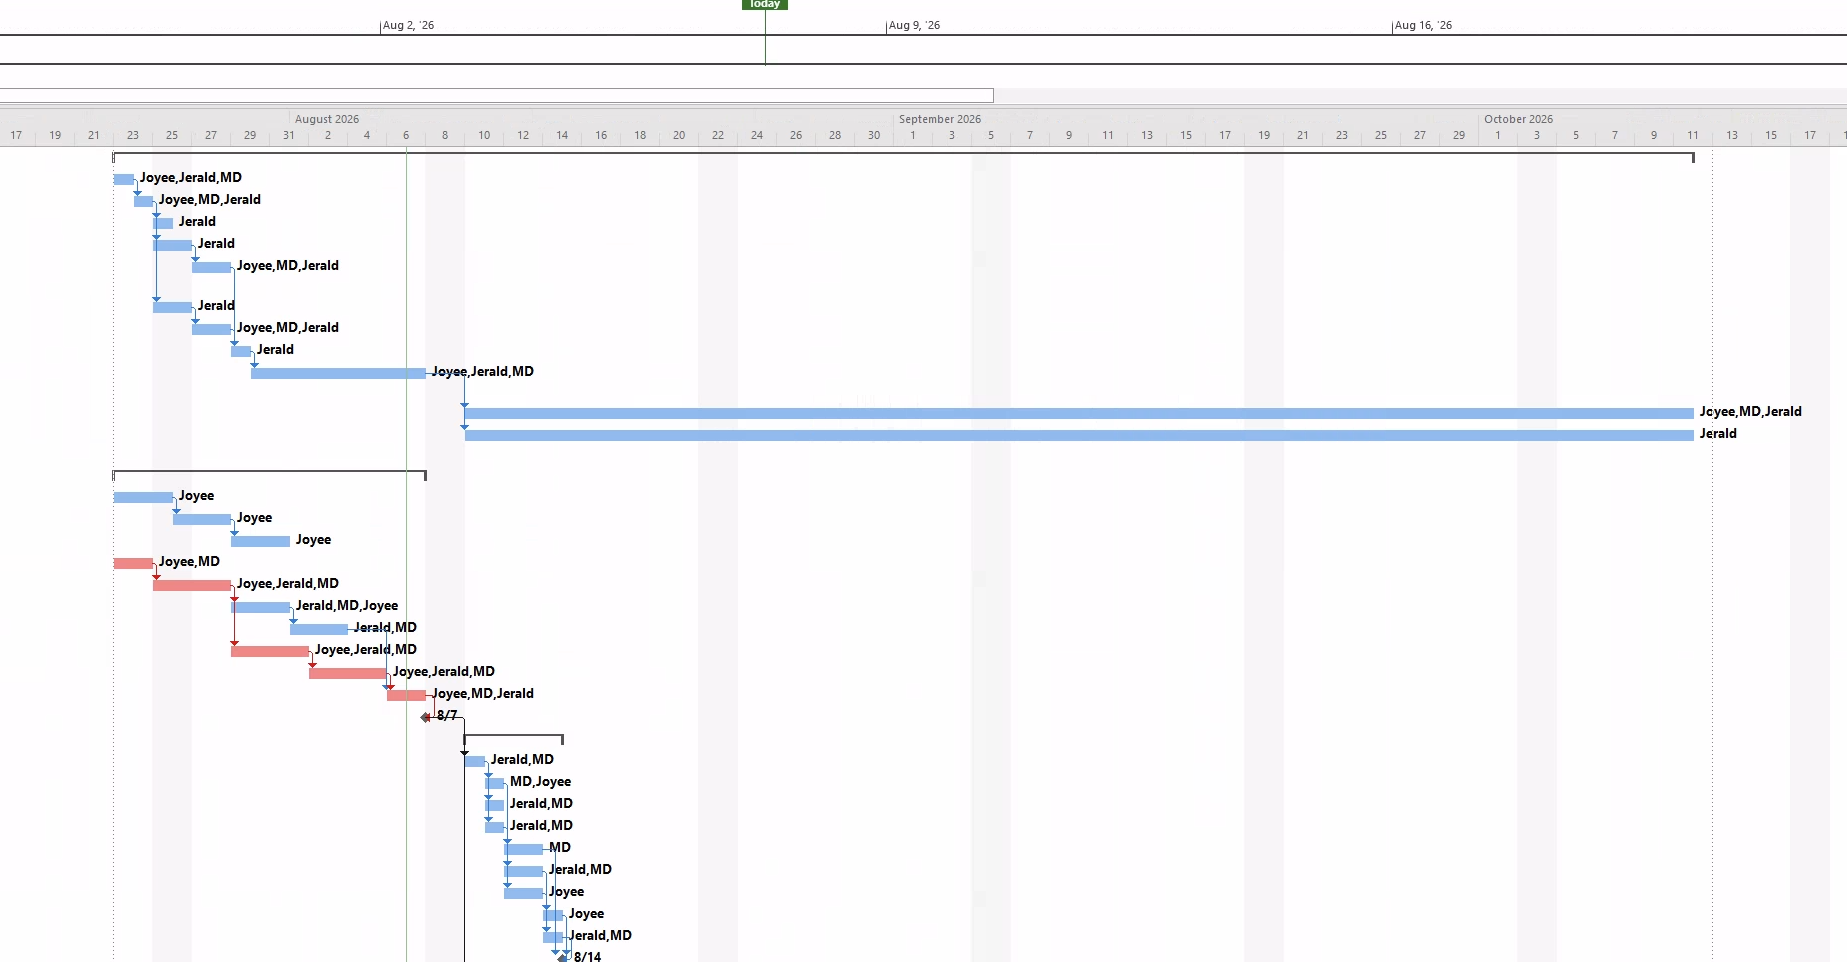 Today
Aug 2, '26 Aug 9, '26 Aug 16, '26
August 2026 September 2026 October 2026
17 19 21 23 25 27 29 31 2 4 6 8 10 12 14 16 18 20 22 24 26 28 30 1 3 5 7 9 11 13 15 17 19 21 23 25 27 29 1 3 5 7 9 11 13 15 17
Joyee,Jerald,MD
Joyee,MD,Jerald
Jerald
Jerald
Joyee,MD,Jerald
Jerald
Joyee,MD,Jerald
Jerald
Joyee,Jerald,MD
Joyee,MD,Jerald
Jerald
Joyee
Joyee
Joyee
Joyee,MD
Joyee,Jerald,MD
Jerald,MD,Joyee
Jerald,MD
Joyee,Jerald,MD
Joyee,Jerald,MD
Joyee,MD,Jerald
8/7
Jerald,MD
MD,Joyee
Jerald,MD
Jerald,MD
MD
Jerald,MD
Joyee
Joyee
Jerald,MD
8/14